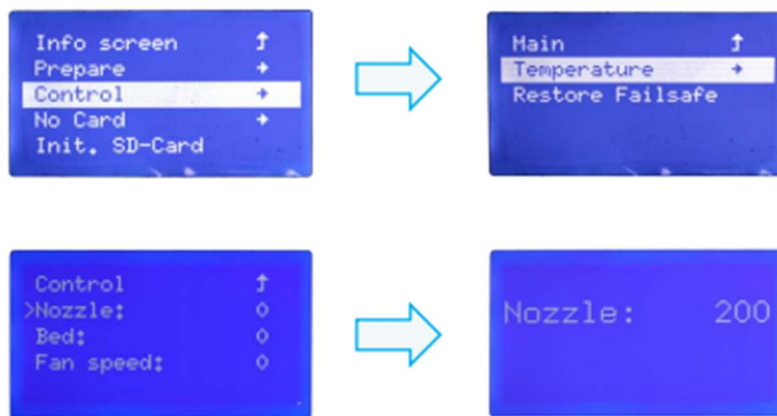 Info screen
Prepare
Control
No Card
Init. SD-Card
Main
Temperature
Restore Failsafe
Control
>Nozzle: 0
Bed: 0
Fan speed: 0
Nozzle: 200